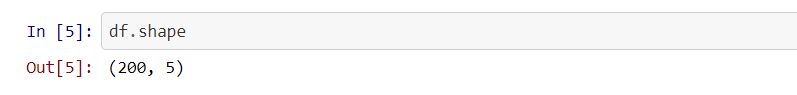 In [5]: df.shape
Out[5]: (200, 5)